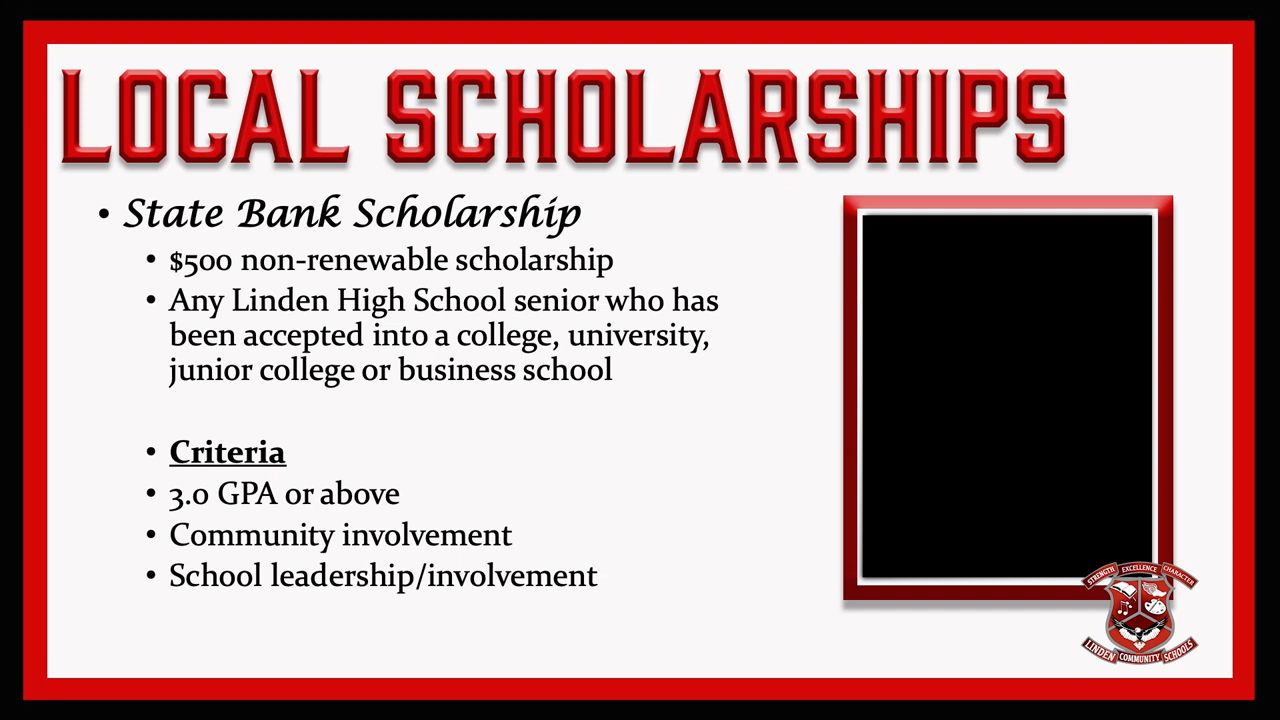 LOCAL SCHOLARSHIPS
• State Bank Scholarship
• $500 non-renewable scholarship
• Any Linden High School senior who has
been accepted into a college, university,
junior college or business school
• Criteria
• 3.0 GPA or above
• Community involvement
• School leadership/involvement
STRENGTH EXCELLENCE CHARACTER
LINDEN COMMUNITY SCHOOLS